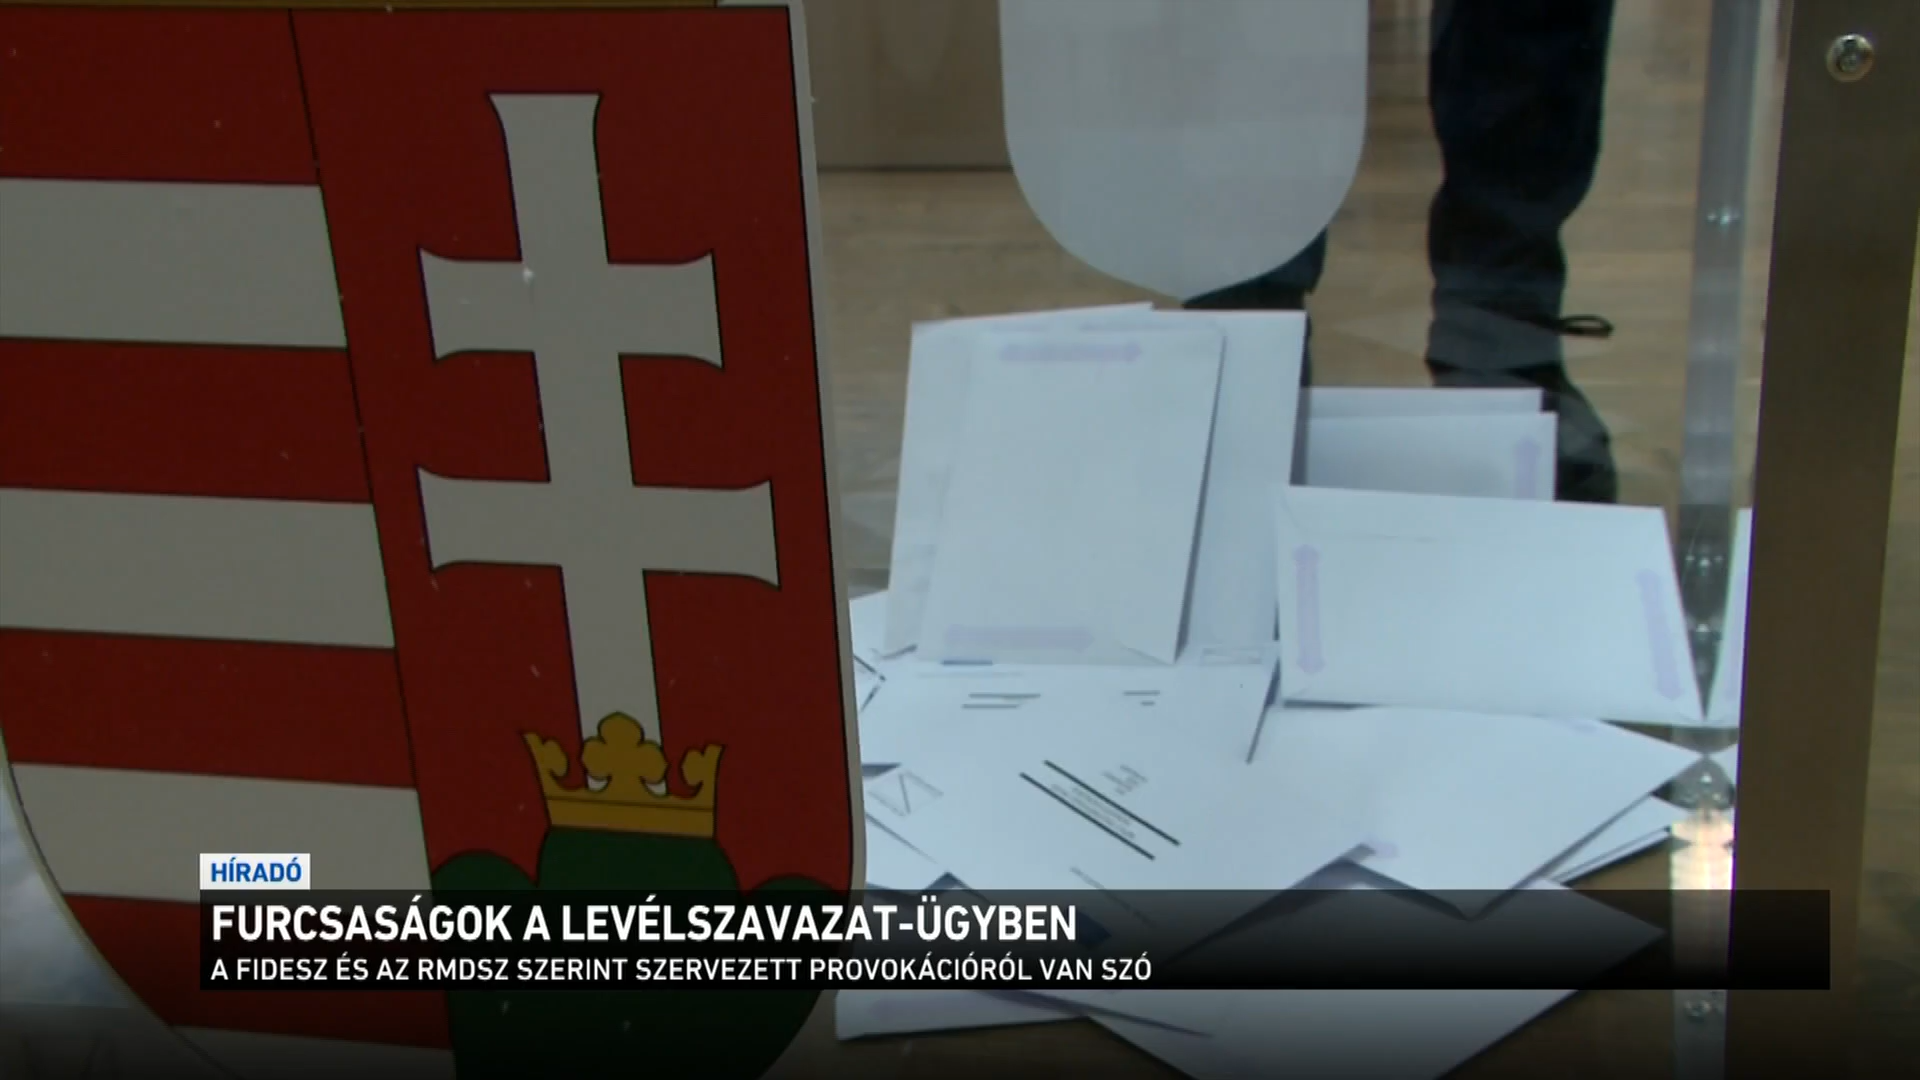 HÍRADÓ
FURCSASÁGOK A LEVÉLSZAVAZAT-ÜGYBEN
A FIDESZ ÉS AZ RMDSZ SZERINT SZERVEZETT PROVOKÁCIÓRÓL VAN SZÓ